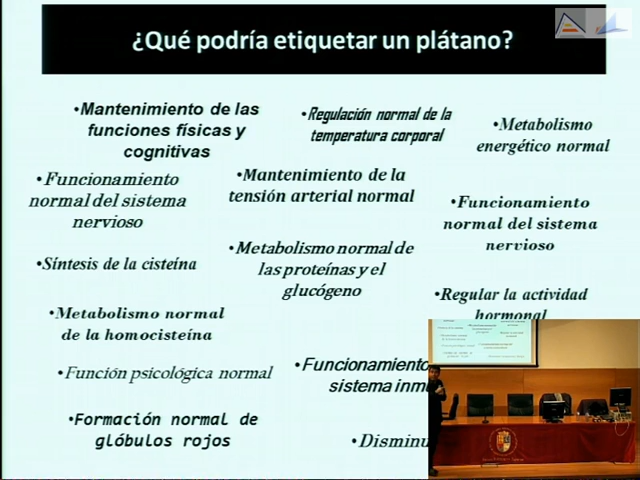 ¿Qué podría etiquetar un plátano?
•Mantenimiento de las
funciones físicas y
cognitivas
•Regulación normal de la
temperatura corporal
•Metabolismo
energético normal
•Funcionamiento
normal del sistema
nervioso
•Mantenimiento de la
tensión arterial normal
•Funcionamiento
normal del sistema
nervioso
•Síntesis de la cisteína
•Metabolismo normal de
las proteínas y el
glucógeno
•Regular la actividad
hormonal
•Metabolismo normal
de la homocisteína
•Funcionamiento
sistema
•Función psicológica normal
•Formación normal de
glóbulos rojos